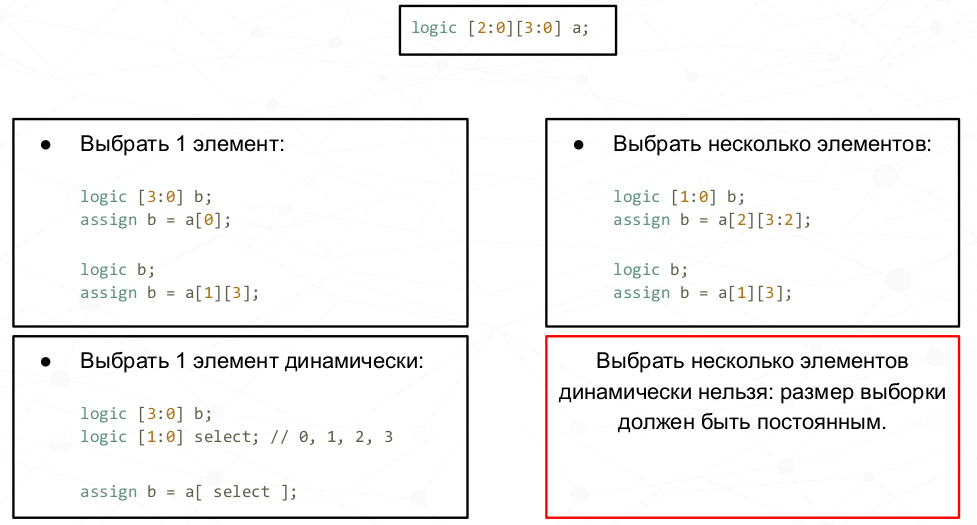 logic [2:0][3:0] a;
● Выбрать 1 элемент:
logic [3:0] b;
assign b = a[0];
logic b;
assign b = a[1][3];
● Выбрать несколько элементов:
logic [1:0] b;
assign b = a[2][3:2];
logic b;
assign b = a[1][3];
● Выбрать 1 элемент динамически:
logic [3:0] b;
logic [1:0] select; // 0, 1, 2, 3
assign b = a[ select ];
Выбрать несколько элементов
динамически нельзя: размер выборки
должен быть постоянным.